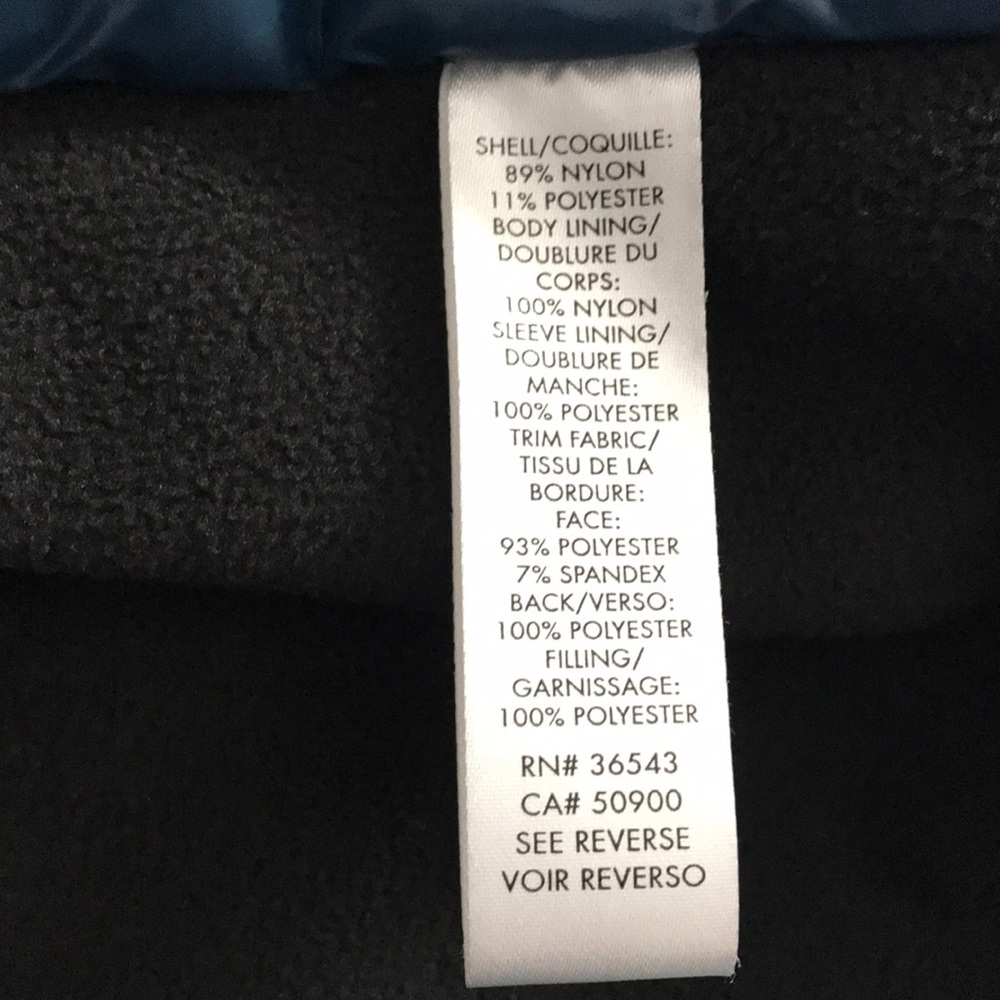 SHELL/COQUILLE:
89% NYLON
11% POLYESTER
BODY LINING/
DOUBLURE DU
CORPS:
100% NYLON
SLEEVE LINING/
DOUBLURE DE
MANCHE:
100% POLYESTER
TRIM FABRIC/
TISSU DE LA
BORDURE:
FACE:
93% POLYESTER
7% SPANDEX
BACK/VERSO:
100% POLYESTER
FILLING/
GARNISSAGE:
100% POLYESTER
RN# 36543
CA# 50900
SEE REVERSE
VOIR REVERSO